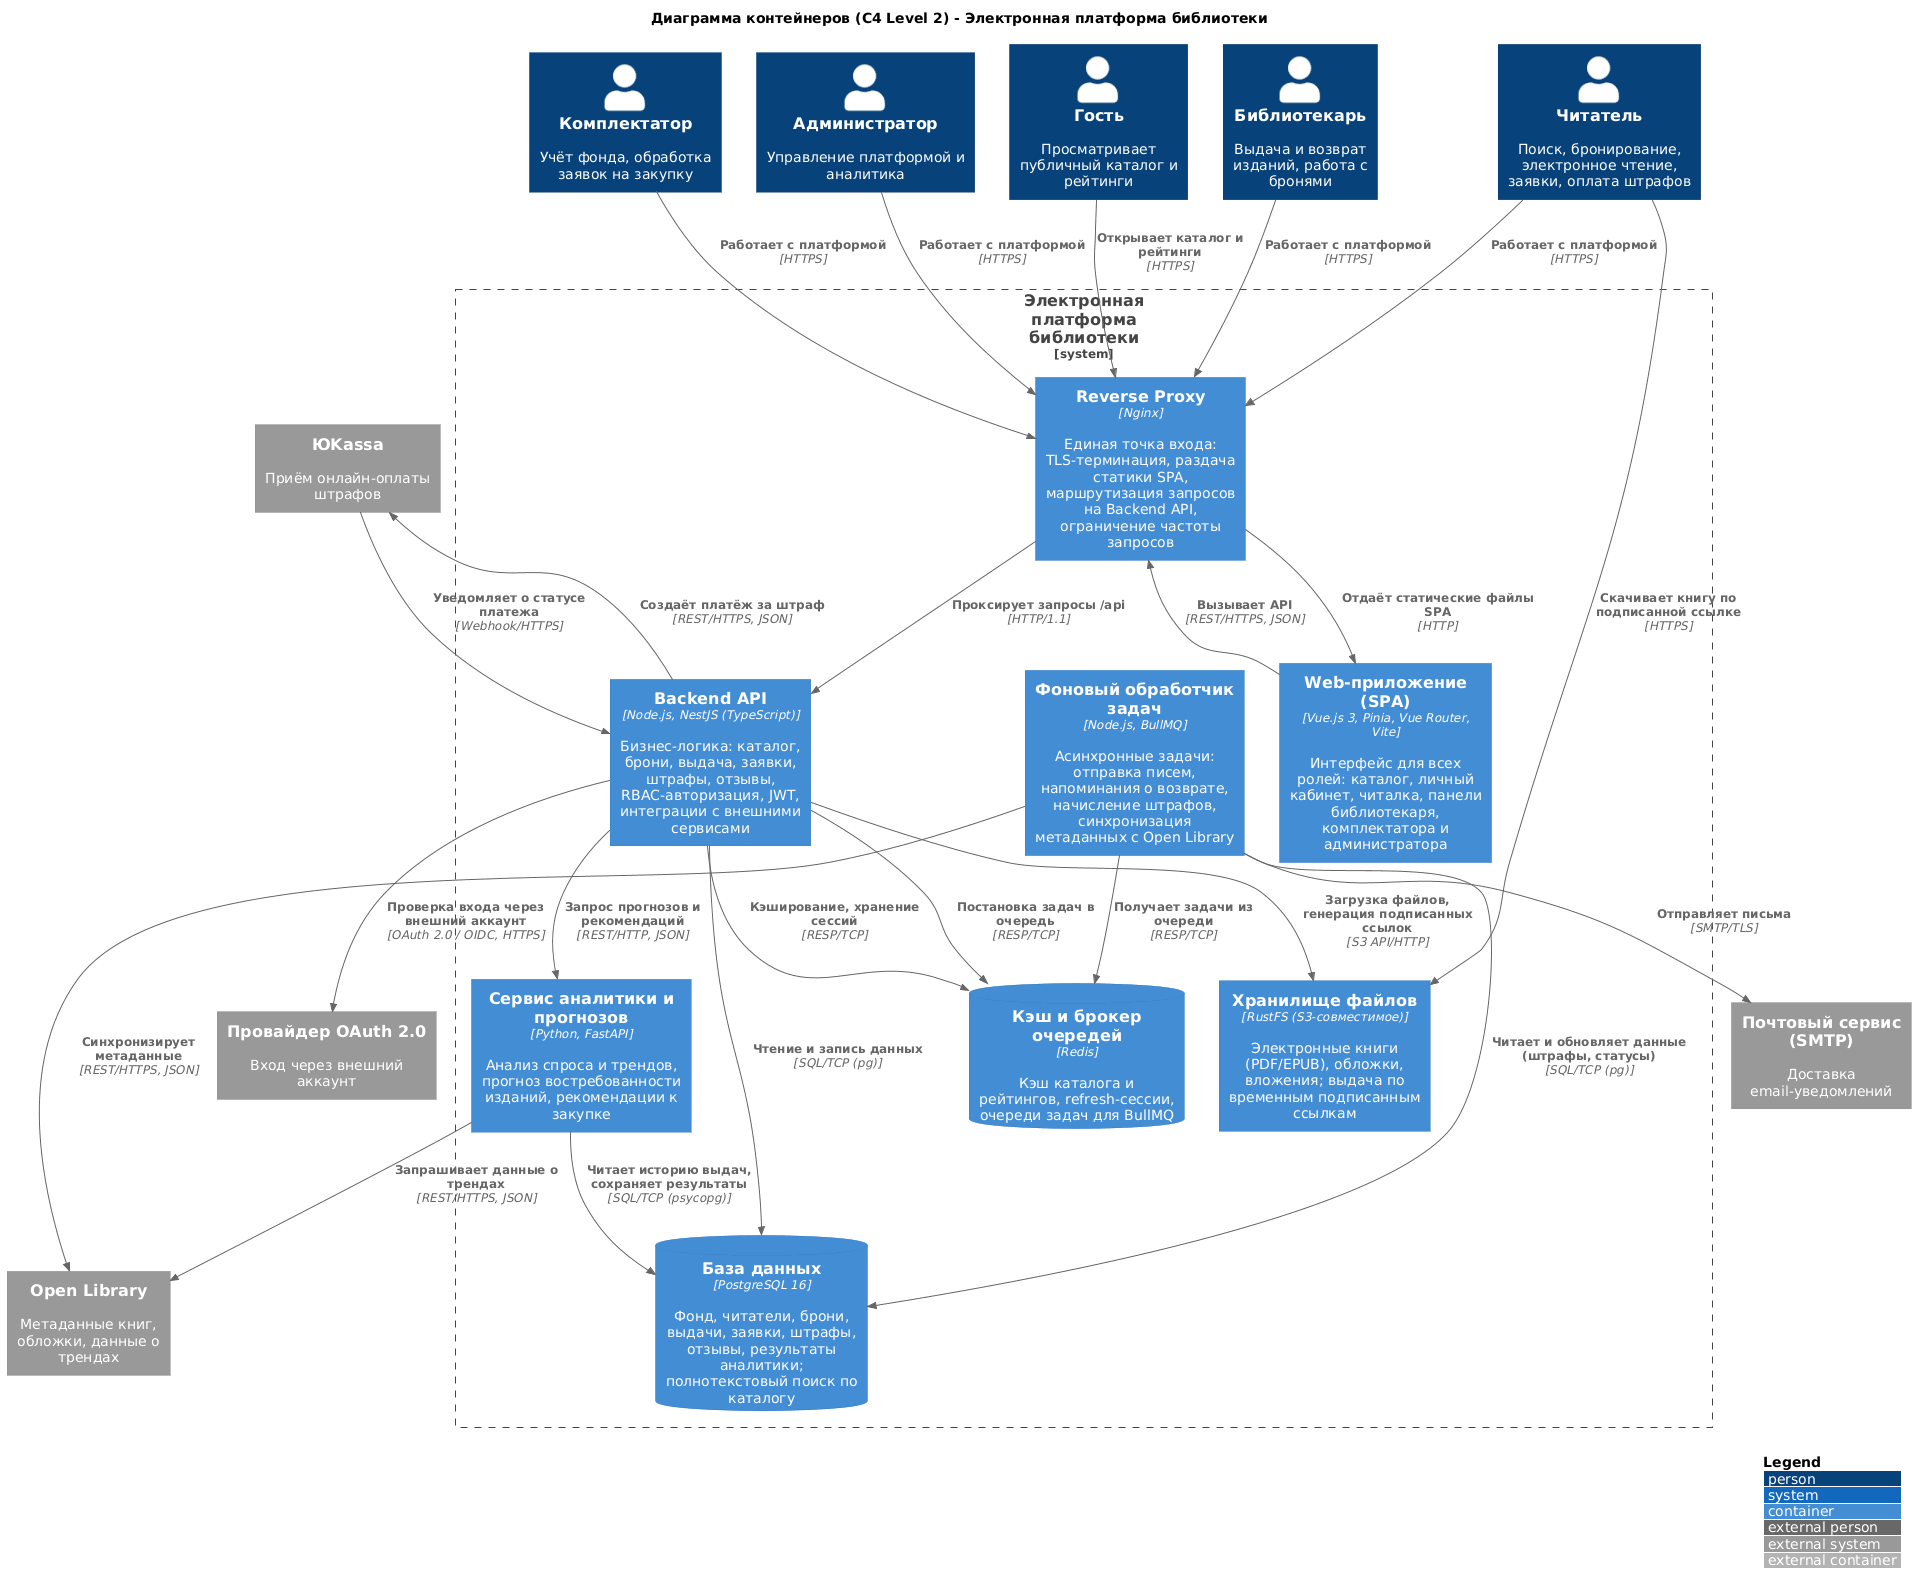 Диаграмма контейнеров (C4 Level 2) - Электронная платформа библиотеки
Комплектатор
Учёт фонда, обработка
заявок на закупку
Администратор
Управление платформой и
аналитика
Гость
Просматривает
публичный каталог и
рейтинги
Библиотекарь
Выдача и возврат
изданий, работа с
бронями
Читатель
Поиск, бронирование,
электронное чтение,
заявки, оплата штрафов
Работает с платформой
[HTTPS]
Работает с платформой
[HTTPS]
Открывает каталог и
рейтинги
[HTTPS]
Работает с платформой
[HTTPS]
Работает с платформой
[HTTPS]
Электронная
платформа
библиотеки
[system]
Reverse Proxy
[Nginx]
Единая точка входа:
TLS-терминация, раздача
статики SPA,
маршрутизация запросов
на Backend API,
ограничение частоты
запросов
ЮKassa
Приём онлайн-оплаты
штрафов
Уведомляет о статусе
платежа
[Webhook/HTTPS]
Создаёт платёж за штраф
[REST/HTTPS, JSON]
Проксирует запросы /api
[HTTP/1.1]
Вызывает API
[REST/HTTPS, JSON]
Отдаёт статические файлы
SPA
[HTTP]
Скачивает книгу по
подписанной ссылке
[HTTPS]
Backend API
[Node.js, NestJS (TypeScript)]
Бизнес-логика: каталог,
брони, выдача, заявки,
штрафы, отзывы,
RBAC-авторизация, JWT,
интеграции с внешними
сервисами
Фоновый обработчик
задач
[Node.js, BullMQ]
Асинхронные задачи:
отправка писем,
напоминания о возврате,
начисление штрафов,
синхронизация
метаданных с Open Library
Web-приложение
(SPA)
[Vue.js 3, Pinia, Vue Router,
Vite]
Интерфейс для всех
ролей: каталог, личный
кабинет, читалка, панели
библиотекаря,
комплектатора и
администратора
Проверка входа через
внешний аккаунт
[OAuth 2.0 / OIDC, HTTPS]
Запрос прогнозов и
рекомендаций
[REST/HTTP, JSON]
Кэширование, хранение
сессий
[RESP/TCP]
Постановка задач в
очередь
[RESP/TCP]
Получает задачи из
очереди
[RESP/TCP]
Загрузка файлов,
генерация подписанных
ссылок
[S3 API/HTTP]
Отправляет письма
[SMTP/TLS]
Провайдер OAuth 2.0
Вход через внешний
аккаунт
Сервис аналитики и
прогнозов
[Python, FastAPI]
Анализ спроса и трендов,
прогноз востребованности
изданий, рекомендации к
закупке
Кэш и брокер
очередей
[Redis]
Кэш каталога и
рейтингов, refresh-сессии,
очереди задач для BullMQ
Хранилище файлов
[RustFS (S3-совместимое)]
Электронные книги
(PDF/EPUB), обложки,
вложения; выдача по
временным подписанным
ссылкам
Почтовый сервис
(SMTP)
Доставка
email-уведомлений
Синхронизирует
метаданные
[REST/HTTPS, JSON]
Чтение и запись данных
[SQL/TCP (pg)]
Читает и обновляет данные
(штрафы, статусы)
[SQL/TCP (pg)]
Запрашивает данные о
трендах
[REST/HTTPS, JSON]
Читает историю выдач,
сохраняет результаты
[SQL/TCP (psycopg)]
Open Library
Метаданные книг,
обложки, данные о
трендах
База данных
[PostgreSQL 16]
Фонд, читатели, брони,
выдачи, заявки, штрафы,
отзывы, результаты
аналитики;
полнотекстовый поиск по
каталогу
Legend
person
system
container
external person
external system
external container